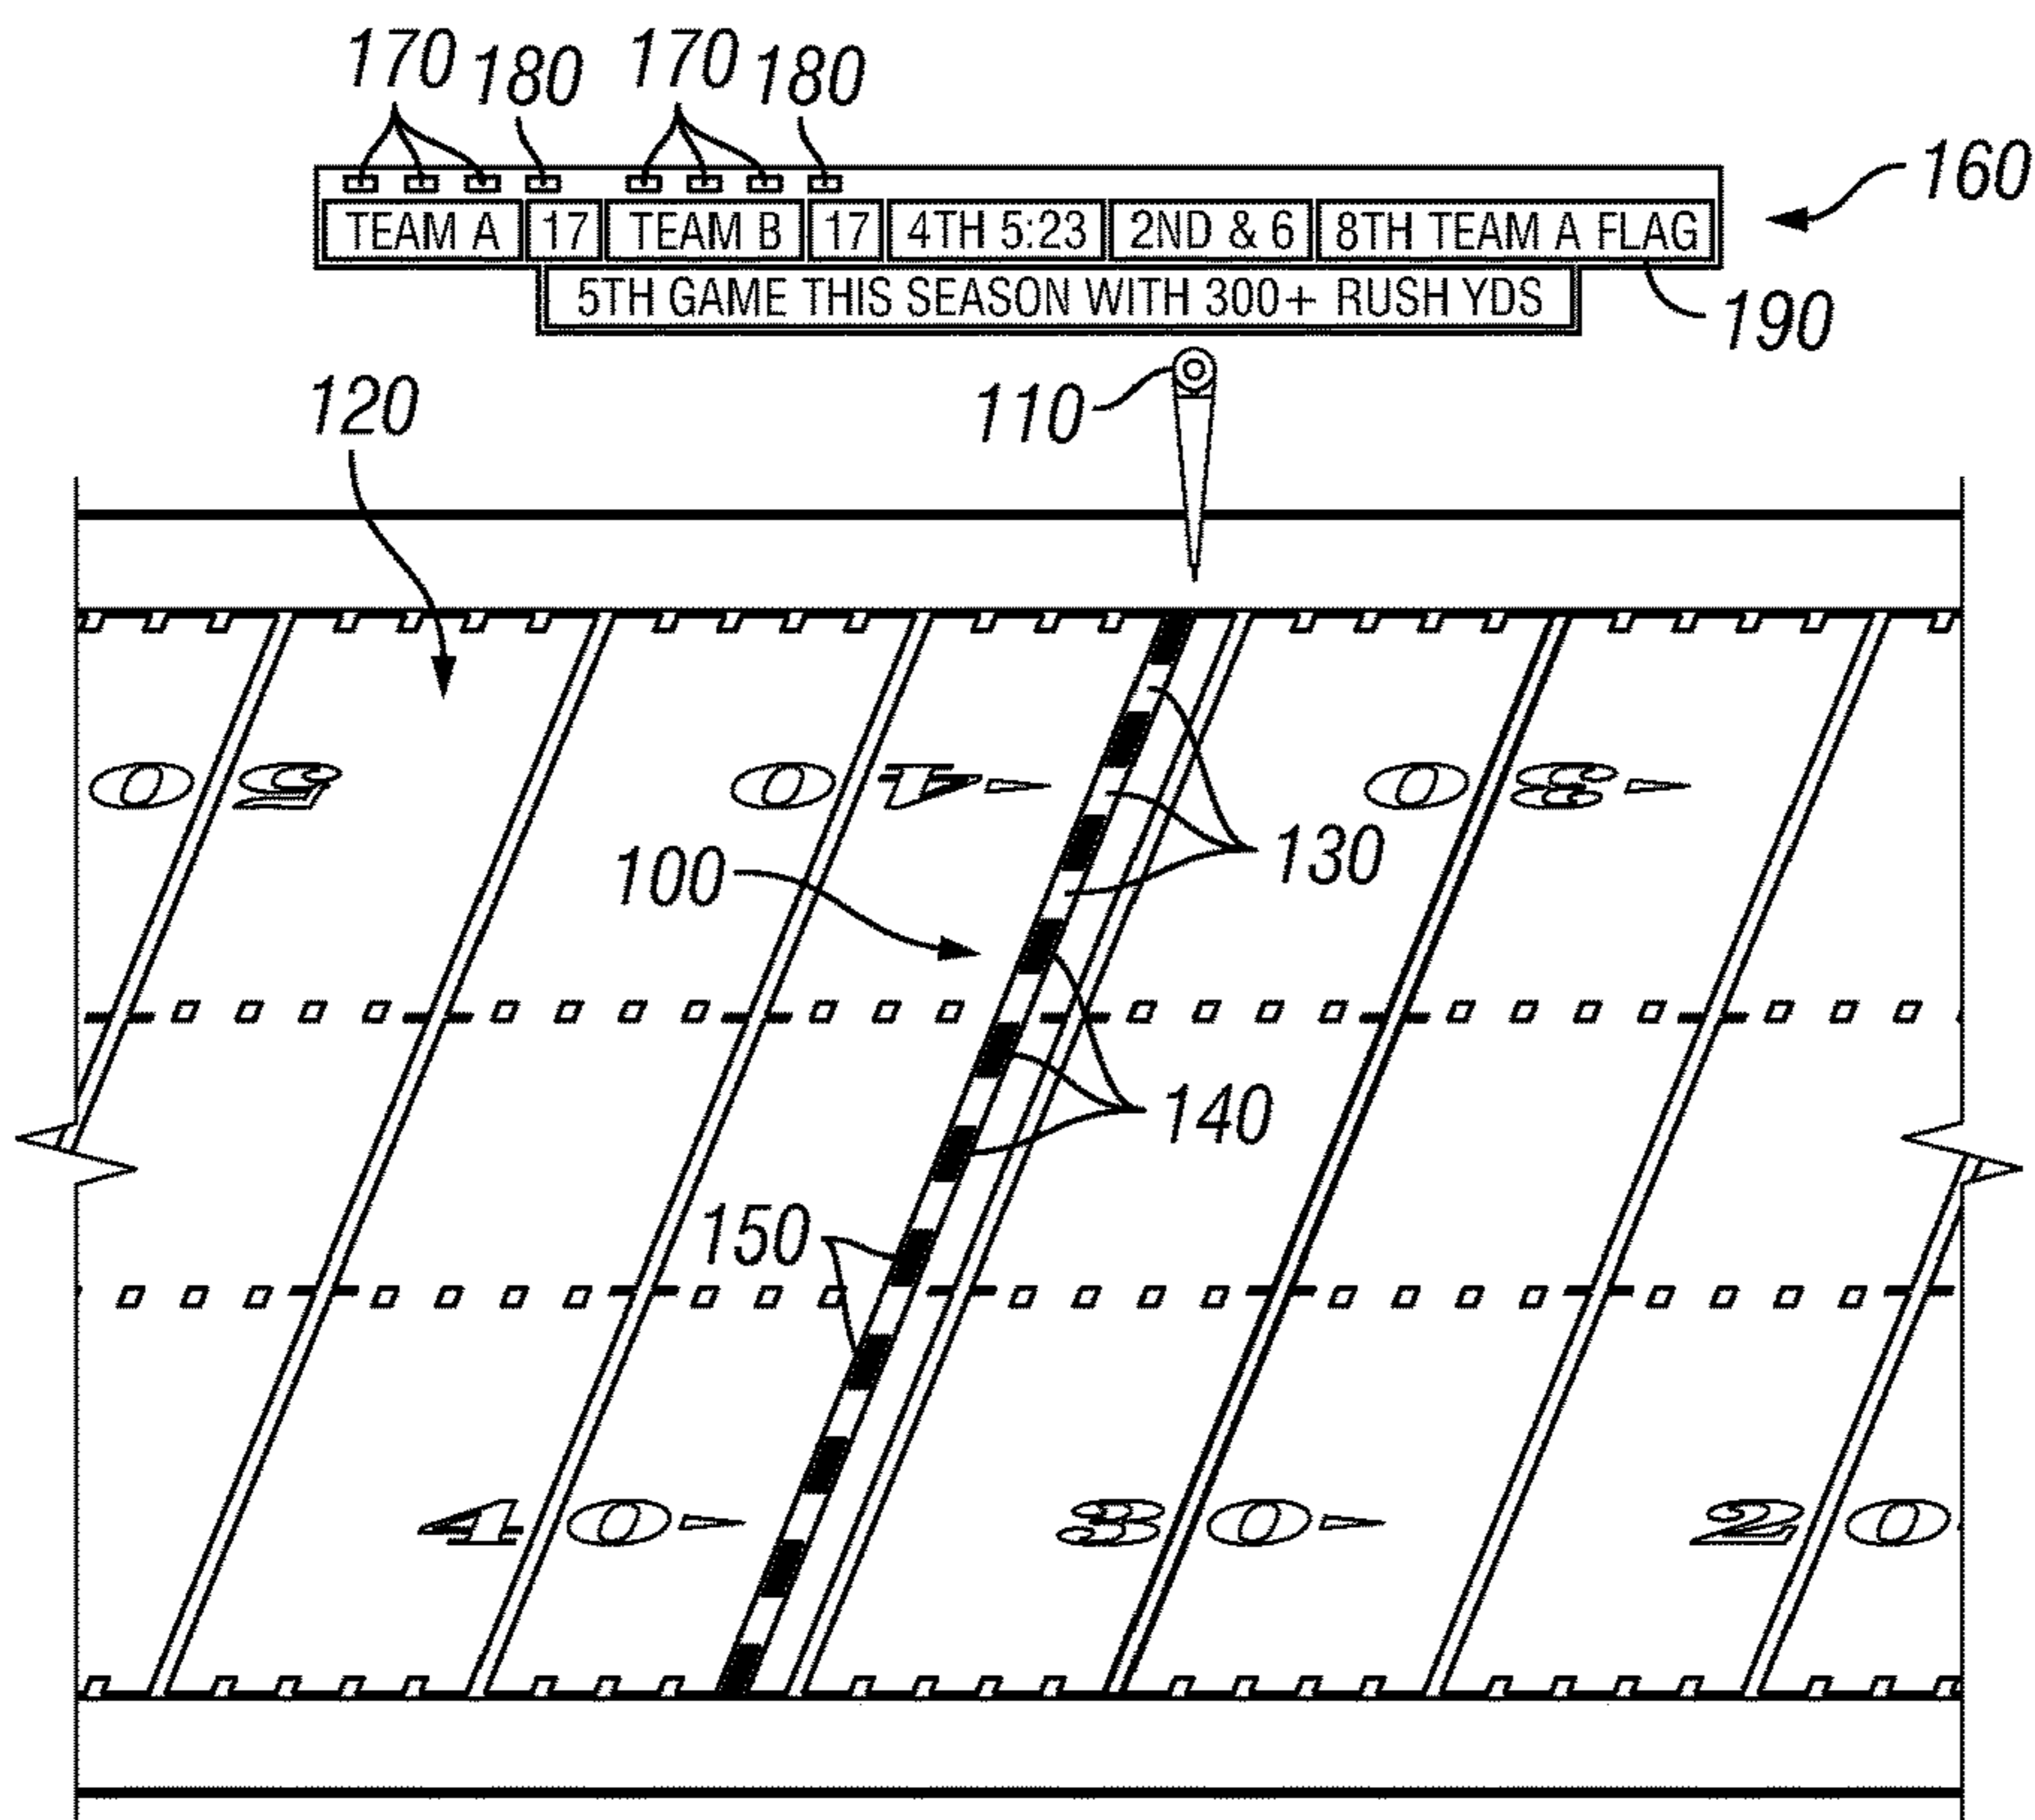 170 180 170 180
160
TEAM A 17 TEAM B 17 4TH 5:23 2ND & 6 8TH TEAM A FLAG
5TH GAME THIS SEASON WITH 300+ RUSH YDS
190
110
120
50 40 30
130
100
140
150
40 30 20